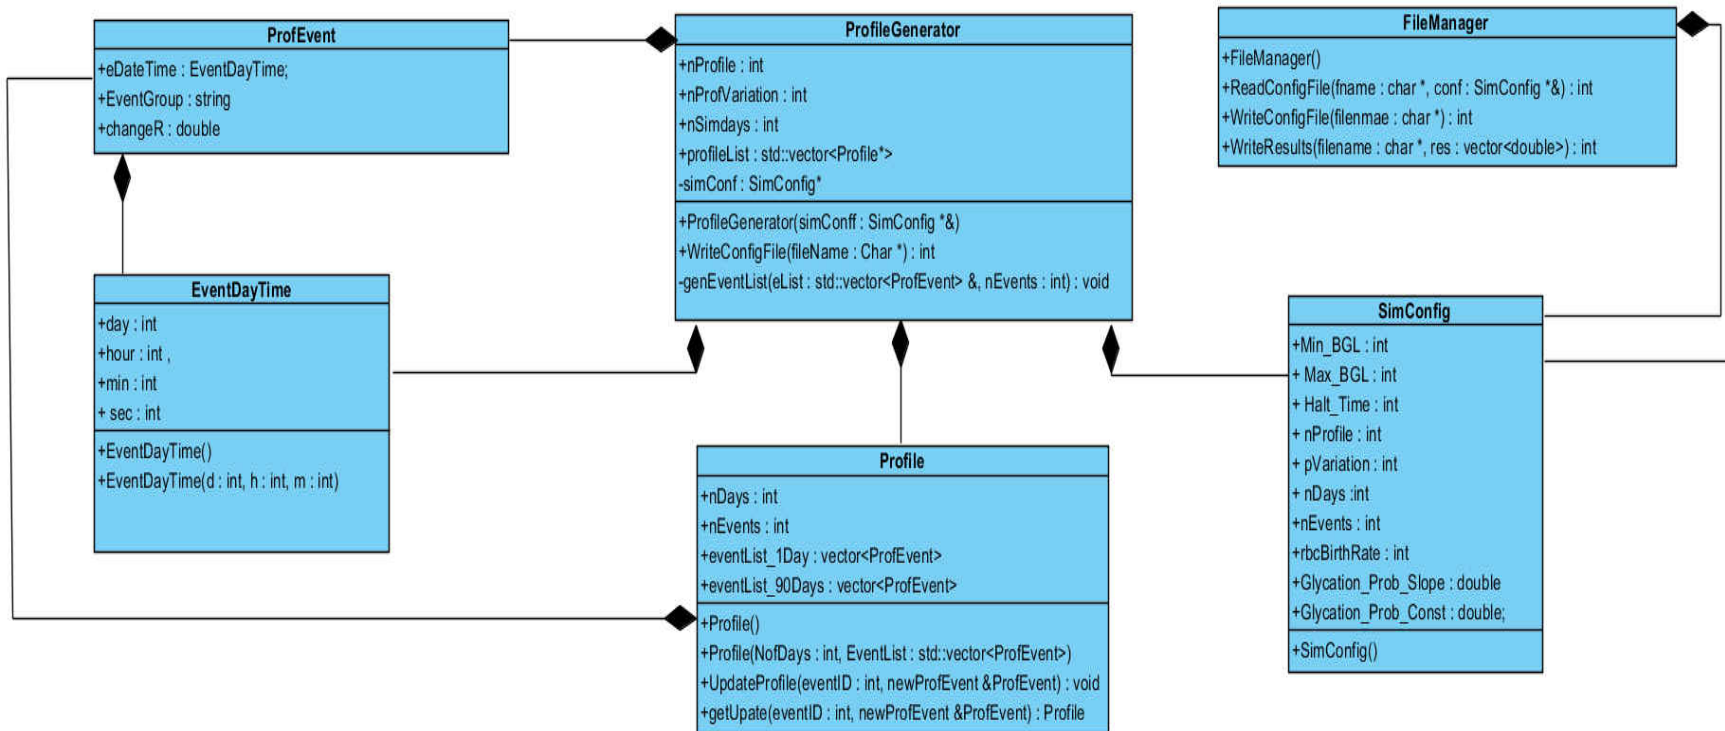 ProfEvent
+eDateTime : EventDayTime;
+EventGroup : string
+changeR : double
ProfileGenerator
+nProfile : int
+nProfVariation : int
+nSimdays : int
+profileList : std::vector<Profile*>
-simConf : SimConfig*
+ProfileGenerator(simConff : SimConfig *&)
+WriteConfigFile(fileName : Char *) : int
-genEventList(eList : std::vector<ProfEvent> &, nEvents : int) : void
FileManager
+FileManager()
+ReadConfigFile(fname : char *, conf : SimConfig *&) : int
+WriteConfigFile(filenmae : char *) : int
+WriteResults(filename : char *, res : vector<double>) : int
EventDayTime
+day : int
+hour : int ,
+min : int
+ sec : int
+EventDayTime()
+EventDayTime(d : int, h : int, m : int)
Profile
+nDays : int
+nEvents : int
+eventList_1Day : vector<ProfEvent>
+eventList_90Days : vector<ProfEvent>
+Profile()
+Profile(NofDays : int, EventList : std::vector<ProfEvent>)
+UpdateProfile(eventID : int, newProfEvent &ProfEvent) : void
+getUpate(eventID : int, newProfEvent &ProfEvent) : Profile
SimConfig
+Min_BGL : int
+ Max_BGL : int
+ Halt_Time : int
+ nProfile : int
+ pVariation : int
+ nDays :int
+nEvents : int
+rbcBirthRate : int
+Glycation_Prob_Slope : double
+Glycation_Prob_Const : double;
+SimConfig()